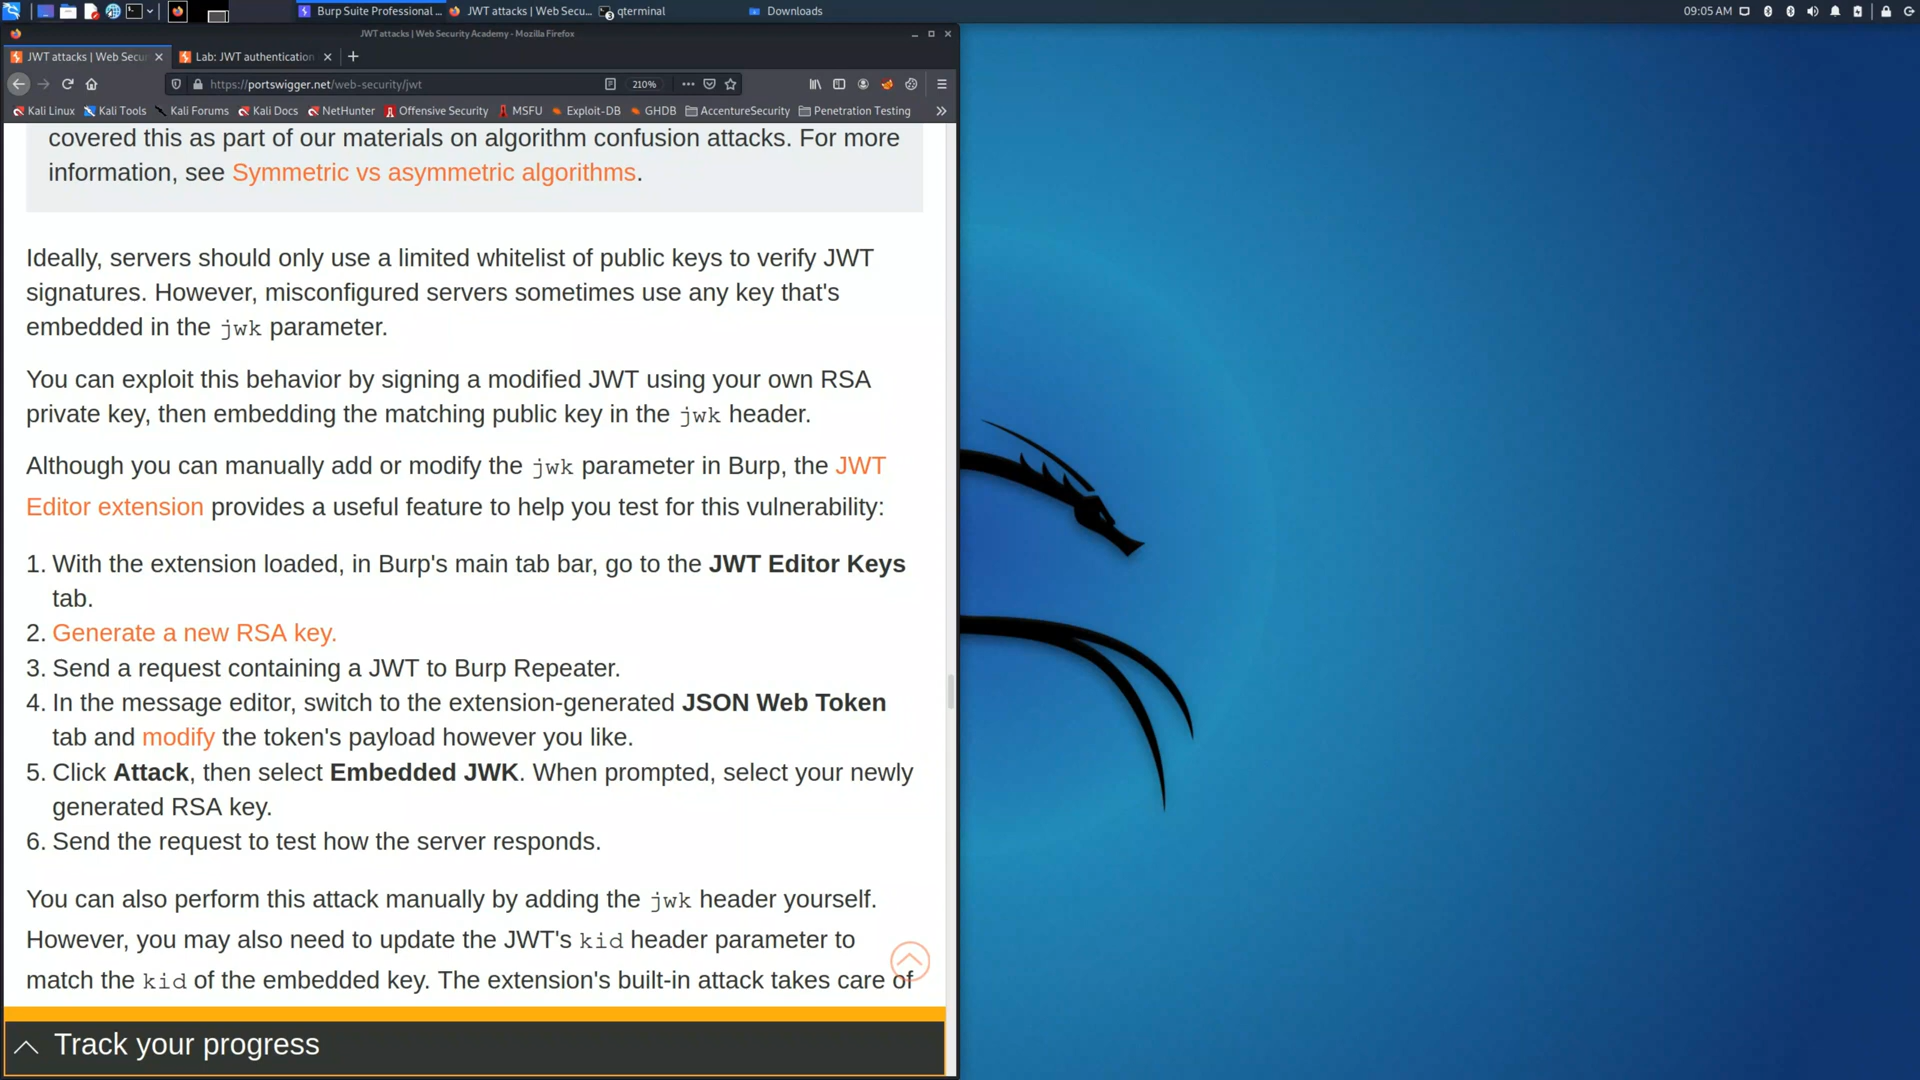 Burp Suite Professional ...
JWT attacks | Web Secu...
qterminal
Downloads
09:05 AM
JWT attacks | Web Security Academy - Mozilla Firefox
JWT attacks | Web Secur
Lab: JWT authentication
https://portswigger.net/web-security/jwt
210%
Kali Linux
Kali Tools
Kali Forums
Kali Docs
NetHunter
Offensive Security
MSFU
Exploit-DB
GHDB
AccentureSecurity
Penetration Testing
covered this as part of our materials on algorithm confusion attacks. For more
information, see Symmetric vs asymmetric algorithms.
Ideally, servers should only use a limited whitelist of public keys to verify JWT
signatures. However, misconfigured servers sometimes use any key that's
embedded in the jwk parameter.
You can exploit this behavior by signing a modified JWT using your own RSA
private key, then embedding the matching public key in the jwk header.
Although you can manually add or modify the jwk parameter in Burp, the JWT
Editor extension provides a useful feature to help you test for this vulnerability:
1. With the extension loaded, in Burp's main tab bar, go to the JWT Editor Keys
tab.
2. Generate a new RSA key.
3. Send a request containing a JWT to Burp Repeater.
4. In the message editor, switch to the extension-generated JSON Web Token
tab and modify the token's payload however you like.
5. Click Attack, then select Embedded JWK. When prompted, select your newly
generated RSA key.
6. Send the request to test how the server responds.
You can also perform this attack manually by adding the jwk header yourself.
However, you may also need to update the JWT's kid header parameter to
match the kid of the embedded key. The extension's built-in attack takes care of
Track your progress